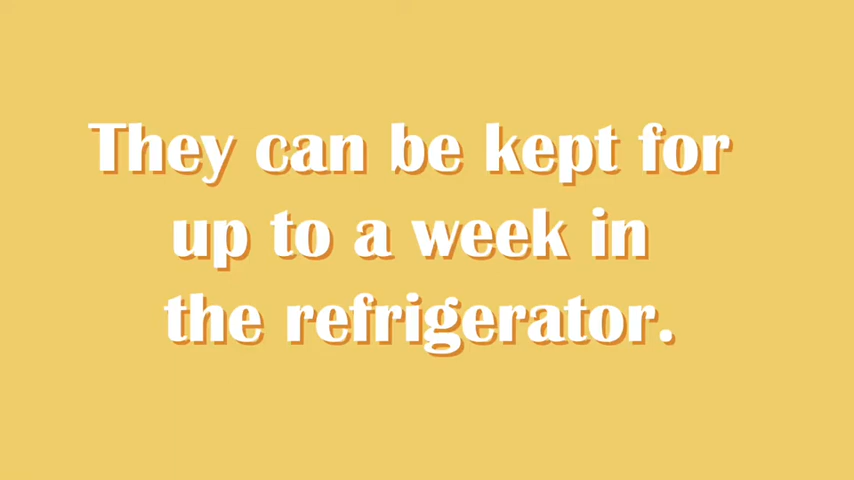 They can be kept for
up to a week in
the refrigerator.